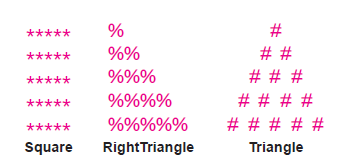 ***** % #
***** %% # #
***** %%% # # #
***** %%%% # # # #
***** %%%%% # # # # #
Square RightTriangle Triangle